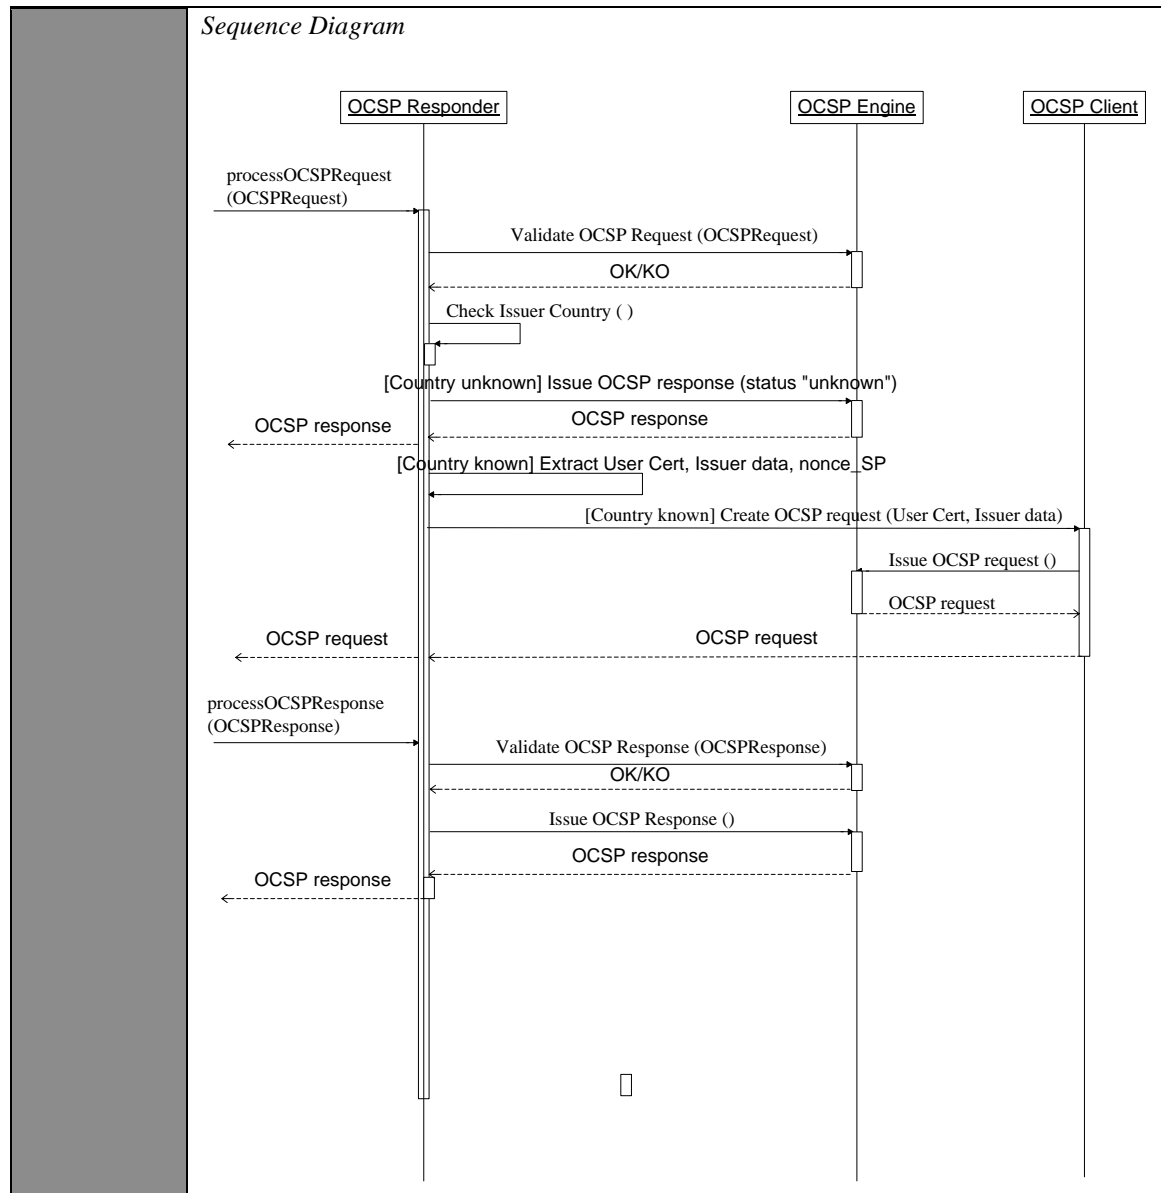 Sequence Diagram
OCSP Responder
OCSP Engine
OCSP Client
processOCSPRequest
(OCSPRequest)
Validate OCSP Request (OCSPRequest)
OK/KO
Check Issuer Country ( )
[Country unknown] Issue OCSP response (status "unknown")
OCSP response
OCSP response
[Country known] Extract User Cert, Issuer data, nonce_SP
[Country known] Create OCSP request (User Cert, Issuer data)
Issue OCSP request ()
OCSP request
OCSP request
OCSP request
processOCSPResponse
(OCSPResponse)
Validate OCSP Response (OCSPResponse)
OK/KO
Issue OCSP Response ()
OCSP response
OCSP response